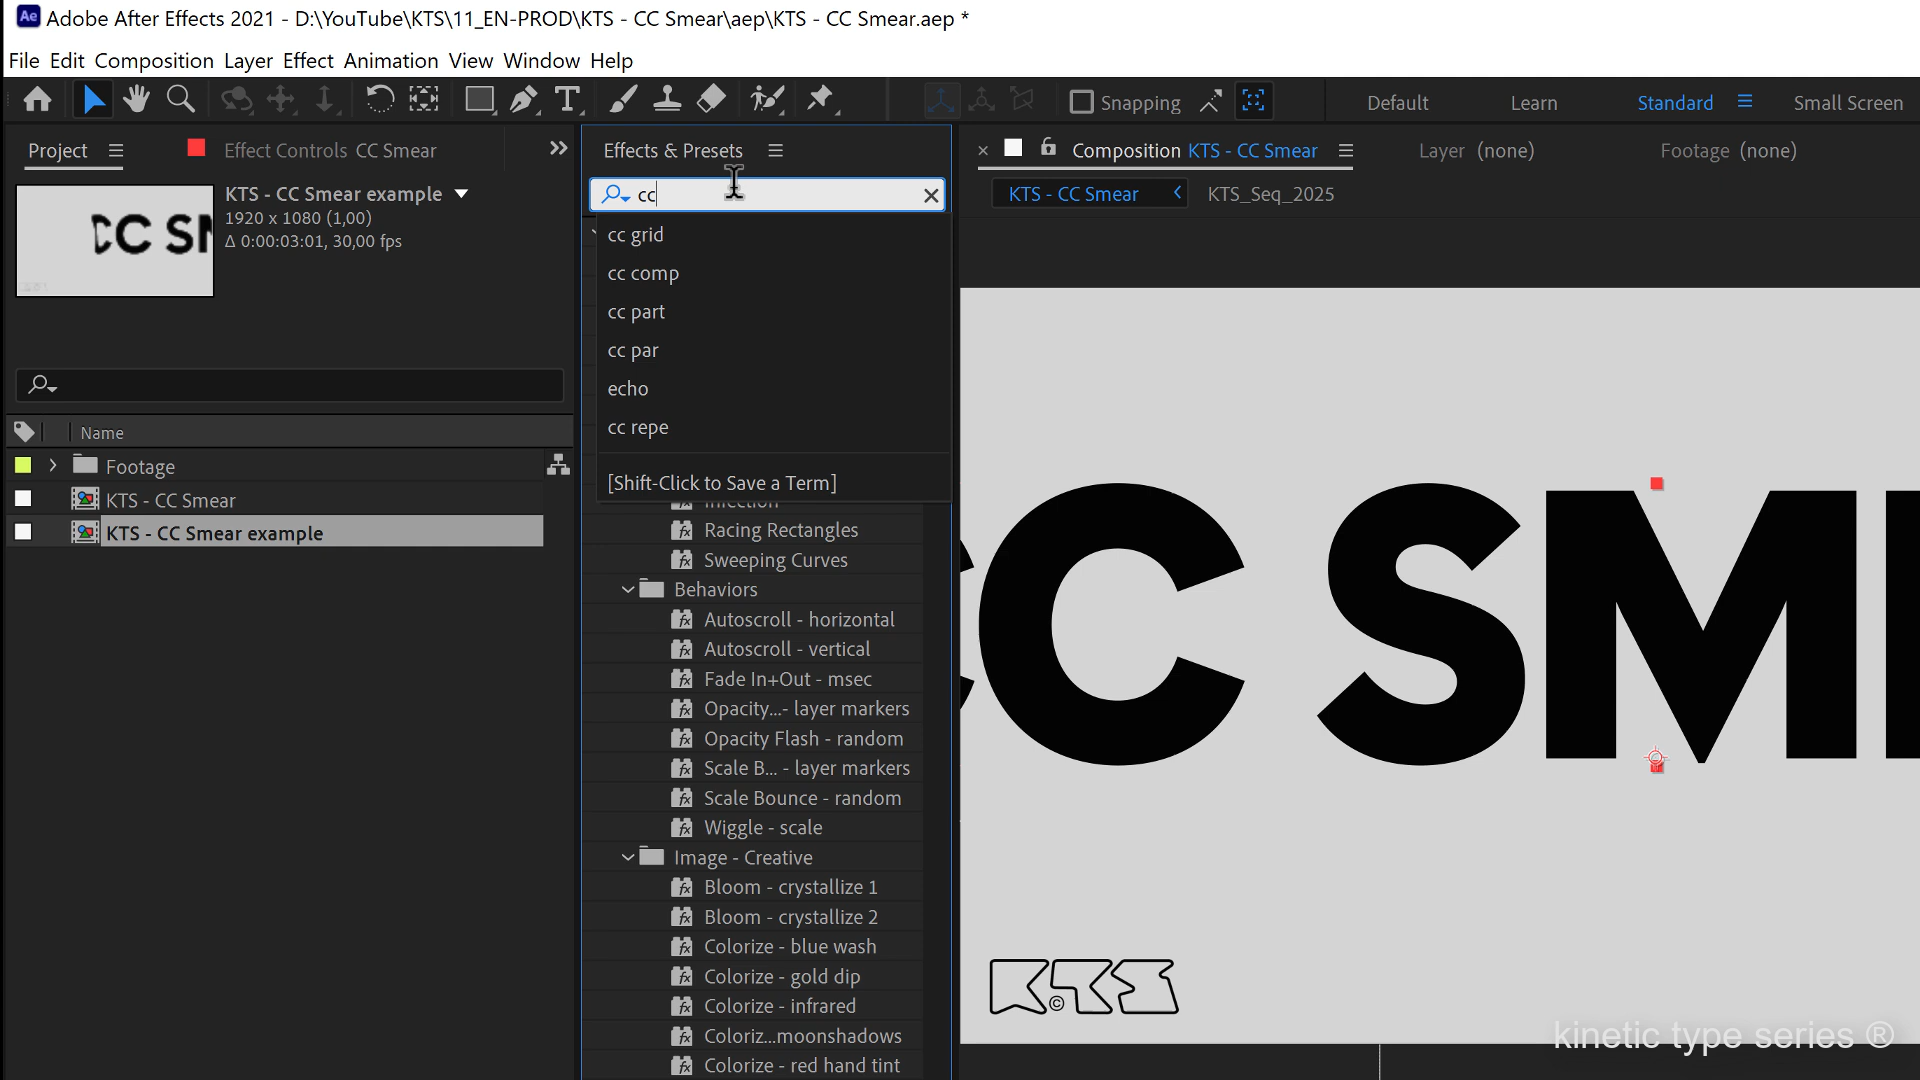 Adobe After Effects 2021 - D:\YouTube\KTS\11_EN-PROD\KTS - CC Smear\aep\KTS - CC Smear.aep *
File Edit Composition Layer Effect Animation View Window Help
Snapping
Default Learn Standard Small Screen
Project Effect Controls CC Smear
Effects & Presets
Composition KTS - CC Smear Layer (none) Footage (none)
KTS - CC Smear KTS_Seq_2025
KTS - CC Smear example
1920 x 1080 (1,00)
Δ 0:00:03:01, 30,00 fps
Name
Footage
KTS - CC Smear
KTS - CC Smear example
cc
cc grid
cc comp
cc part
cc par
echo
cc repe
[Shift-Click to Save a Term]
Infection
Racing Rectangles
Sweeping Curves
Behaviors
Autoscroll - horizontal
Autoscroll - vertical
Fade In+Out - msec
Opacity...- layer markers
Opacity Flash - random
Scale B... - layer markers
Scale Bounce - random
Wiggle - scale
Image - Creative
Bloom - crystallize 1
Bloom - crystallize 2
Colorize - blue wash
Colorize - gold dip
Colorize - infrared
Coloriz...moonshadows
Colorize - red hand tint
CC SM
KTS ©
kinetic type series ®